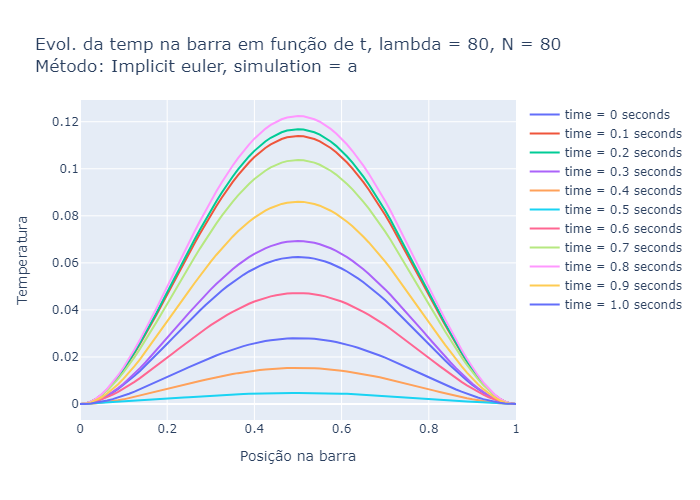 Evol. da temp na barra em função de t, lambda = 80, N = 80
Método: Implicit euler, simulation = a
0.12
0.1
0.08
0.06
0.04
0.02
0
Temperatura
0
0.2
0.4
0.6
0.8
1
Posição na barra
time = 0 seconds
time = 0.1 seconds
time = 0.2 seconds
time = 0.3 seconds
time = 0.4 seconds
time = 0.5 seconds
time = 0.6 seconds
time = 0.7 seconds
time = 0.8 seconds
time = 0.9 seconds
time = 1.0 seconds